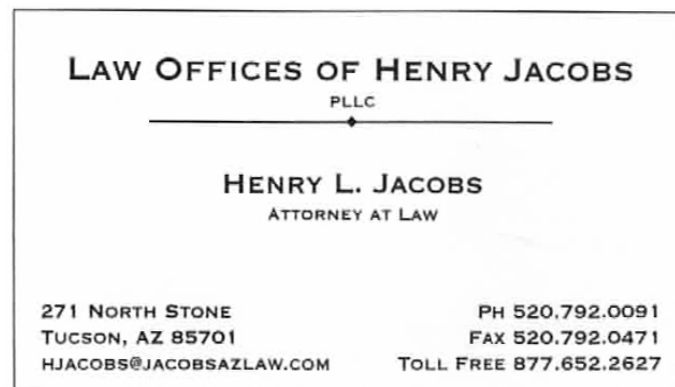 LAW OFFICES OF HENRY JACOBS
PLLC
HENRY L. JACOBS
ATTORNEY AT LAW
271 NORTH STONE
TUCSON, AZ 85701
HJACOBS@JACOBSAZLAW.COM
PH 520.792.0091
FAX 520.792.0471
TOLL FREE 877.652.2627